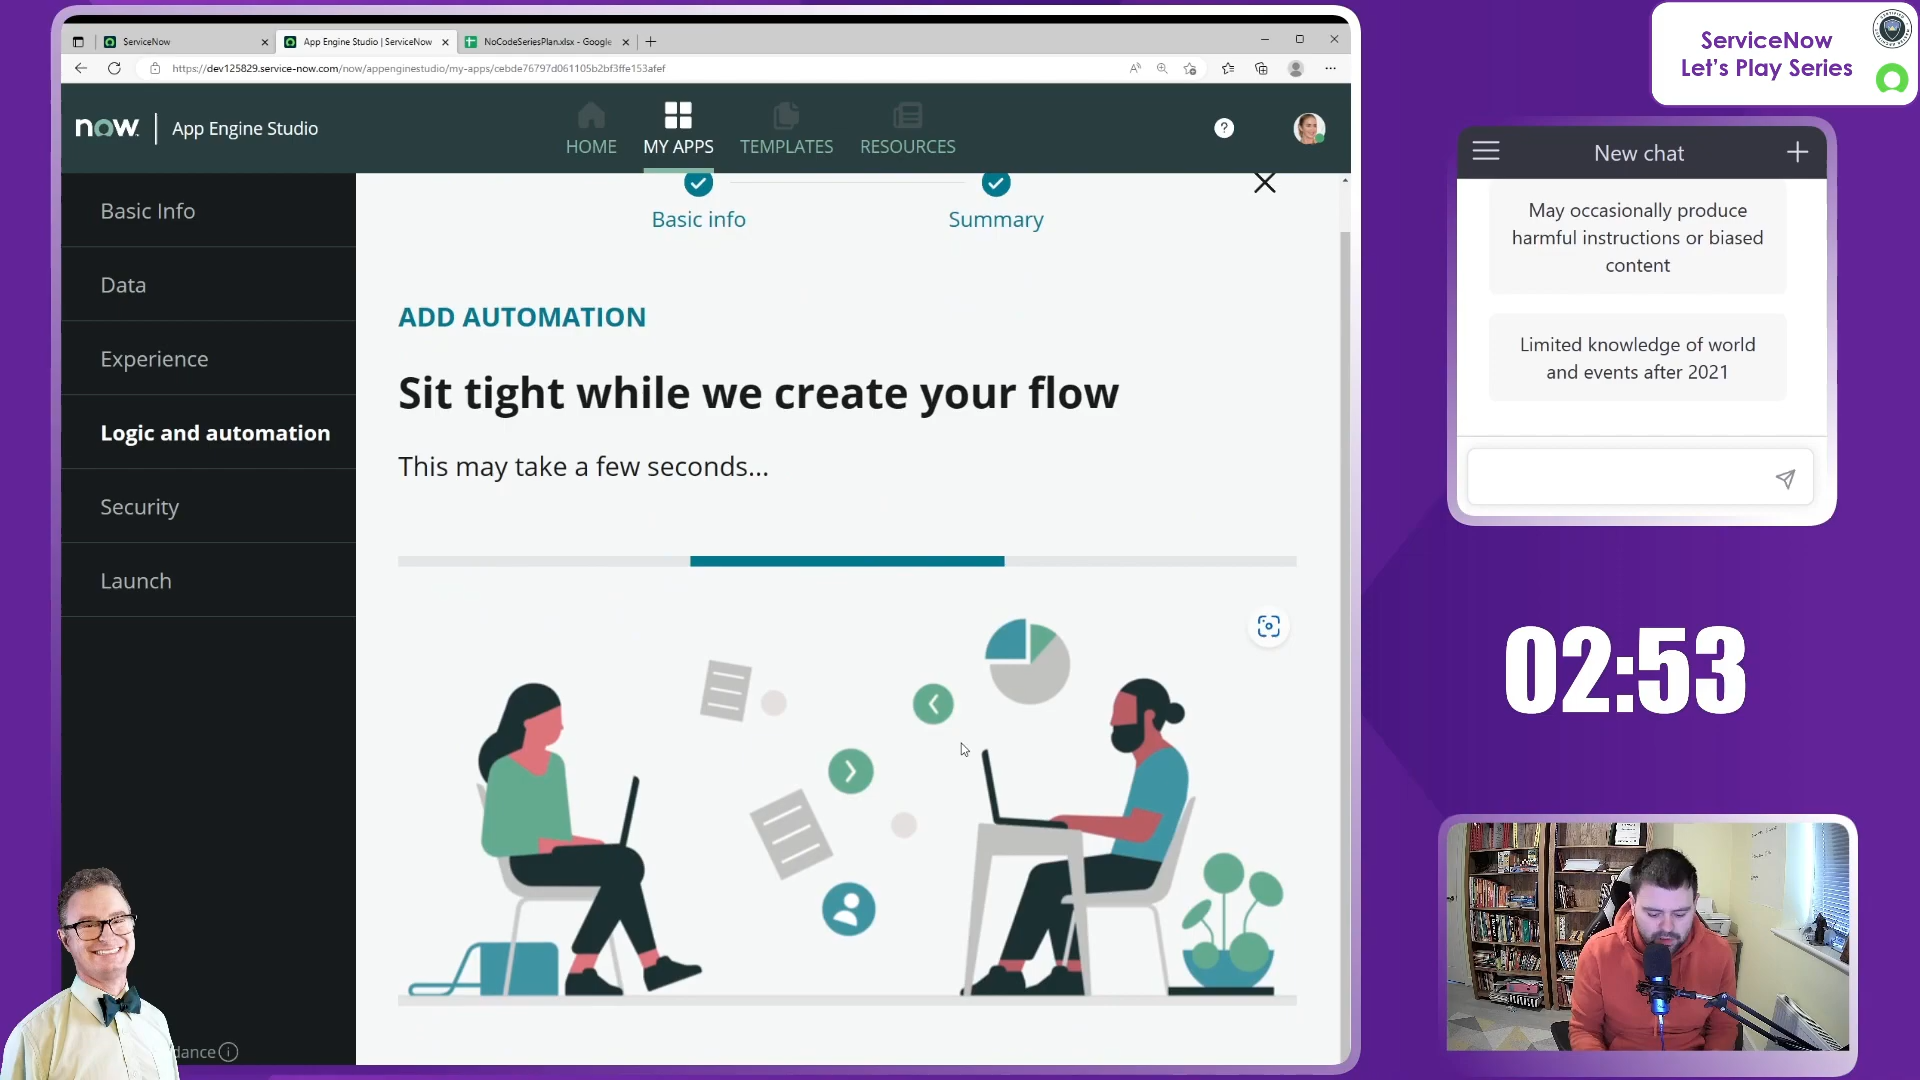 ServiceNow
App Engine Studio | ServiceNow
NoCodeSeriesPlan.xlsx - Google
https://dev125829.service-now.com/now/appenginestudio/my-apps/cebde76797d061105b2bf3ffe153afef
now
App Engine Studio
HOME
MY APPS
TEMPLATES
RESOURCES
?
Basic Info
Data
Experience
Logic and automation
Security
Launch
dance
Basic info
Summary
ADD AUTOMATION
Sit tight while we create your flow
This may take a few seconds...
ServiceNow
Let's Play Series
New chat
May occasionally produce
harmful instructions or biased
content
Limited knowledge of world
and events after 2021
02:53